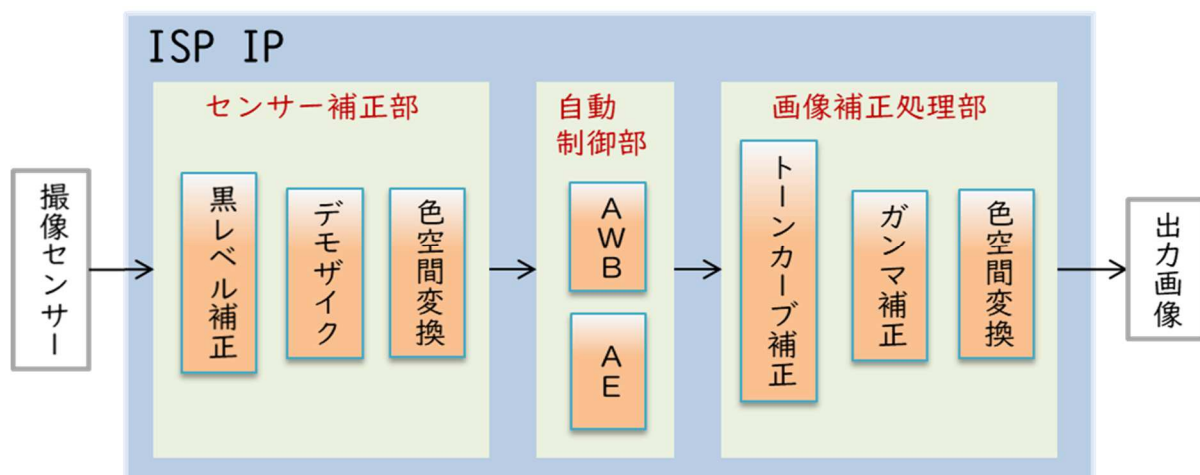 ISP IP
センサー補正部
自動
制御部
画像補正処理部
撮像センサー
黒レベル補正
デモザイク
色空間変換
AWB
AE
トーンカーブ補正
ガンマ補正
色空間変換
出力画像